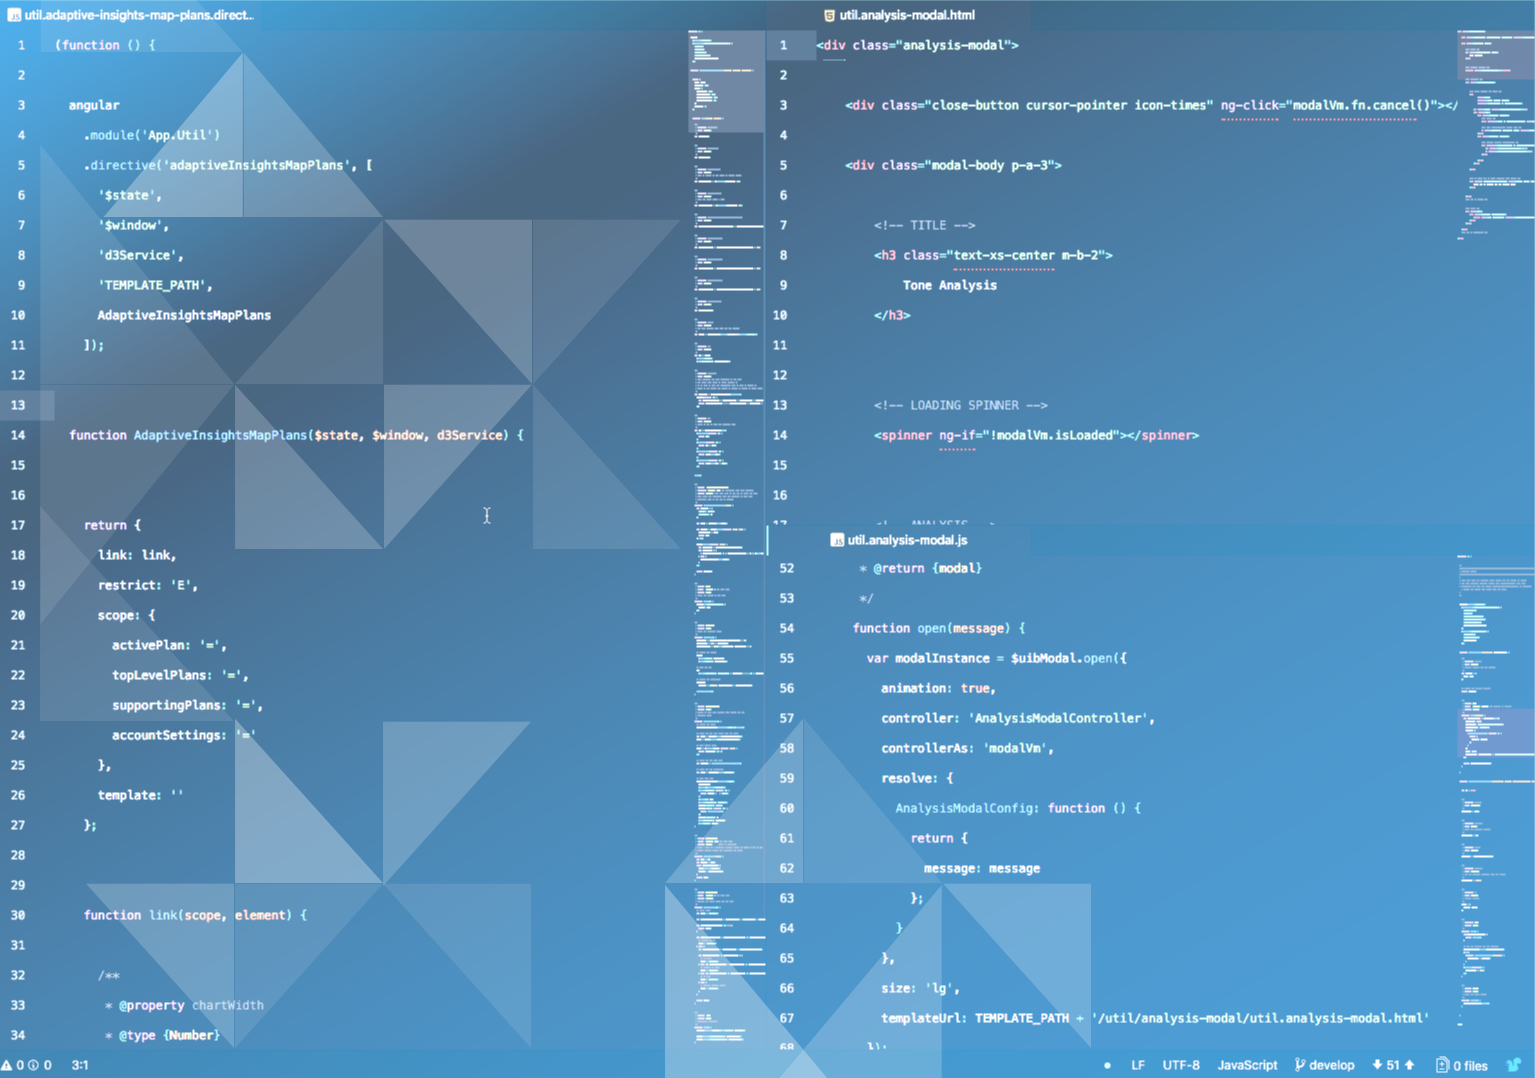 util.adaptive-insights-map-plans.direct...
1 (function () {
2
3 angular
4 .module('App.Util')
5 .directive('adaptiveInsightsMapPlans', [
6 '$state',
7 '$window',
8 'd3Service',
9 'TEMPLATE_PATH',
10 AdaptiveInsightsMapPlans
11 ]);
12
13
14 function AdaptiveInsightsMapPlans($state, $window, d3Service) {
15
16
17 return {
18 link: link,
19 restrict: 'E',
20 scope: {
21 activePlan: '=',
22 topLevelPlans: '=',
23 supportingPlans: '=',
24 accountSettings: '='
25 },
26 template: ''
27 };
28
29
30 function link(scope, element) {
31
32 /**
33 * @property chartWidth
34 * @type {Number}
util.analysis-modal.html
1 <div class="analysis-modal">
2
3 <div class="close-button cursor-pointer icon-times" ng-click="modalVm.fn.cancel()"></
4
5 <div class="modal-body p-a-3">
6
7 <!-- TITLE -->
8 <h3 class="text-xs-center m-b-2">
9 Tone Analysis
10 </h3>
11
12
13 <!-- LOADING SPINNER -->
14 <spinner ng-if="!modalVm.isLoaded"></spinner>
15
16
17 <!-- ANALYSIS -->
util.analysis-modal.js
52 * @return {modal}
53 */
54 function open(message) {
55 var modalInstance = $uibModal.open({
56 animation: true,
57 controller: 'AnalysisModalController',
58 controllerAs: 'modalVm',
59 resolve: {
60 AnalysisModalConfig: function () {
61 return {
62 message: message
63 };
64 }
65 },
66 size: 'lg',
67 templateUrl: TEMPLATE_PATH + '/util/analysis-modal/util.analysis-modal.html'
68 });
0 0 3:1
LF UTF-8 JavaScript develop 51 0 files